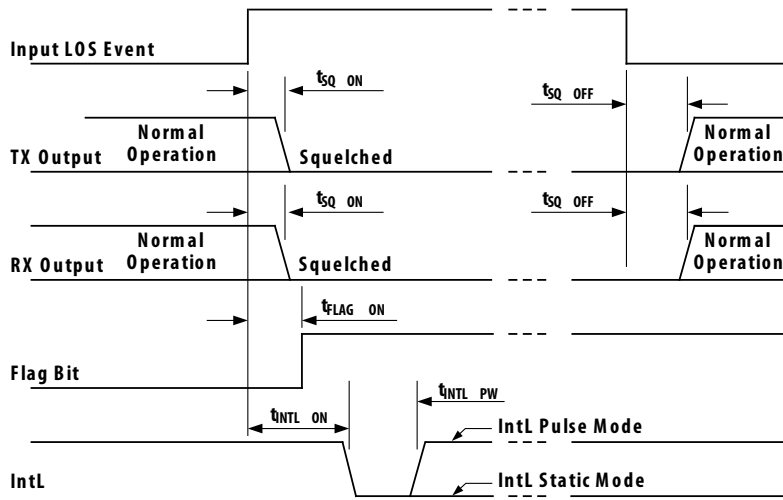 Input LOS Event
tSQ ON
tSQ OFF
TX Output
Normal
Operation
Squelched
Normal
Operation
tSQ ON
tSQ OFF
RX Output
Normal
Operation
Squelched
Normal
Operation
tFLAG ON
Flag Bit
tINTL ON
tINTL PW
IntL Pulse Mode
IntL
IntL Static Mode